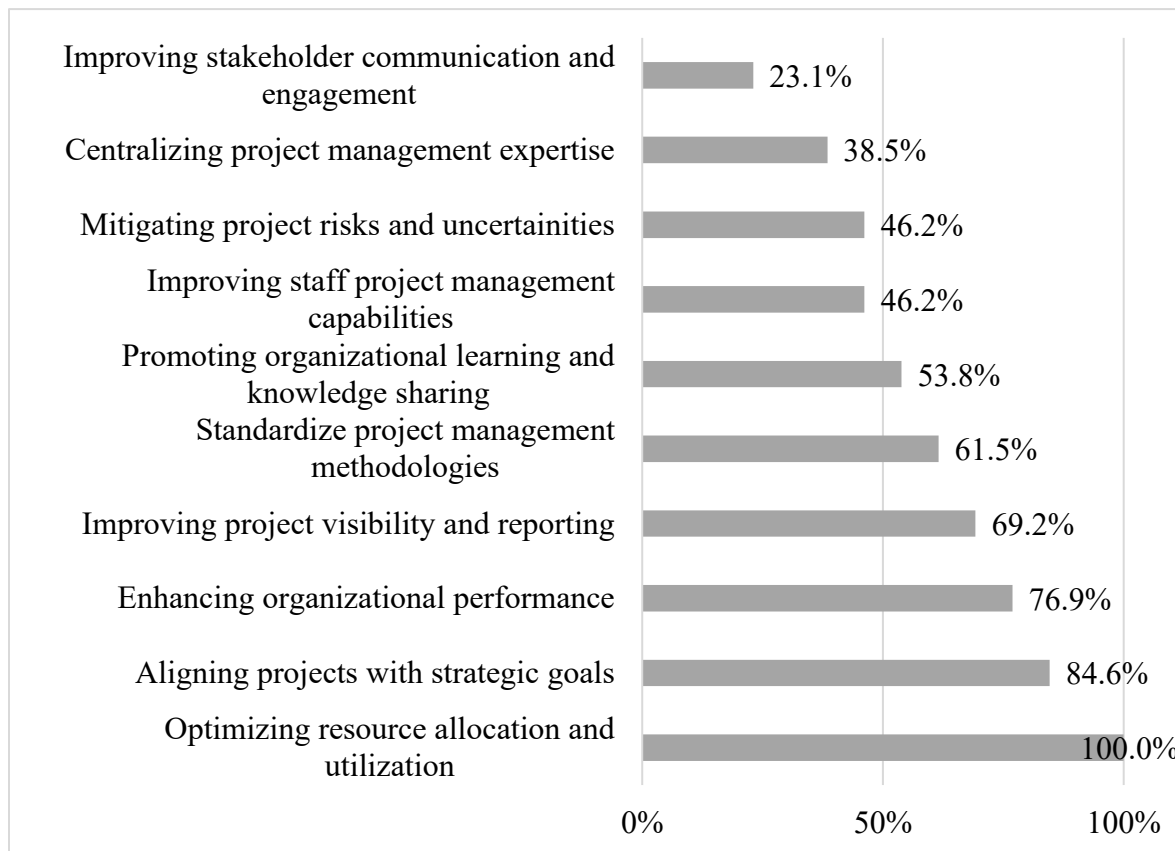 Improving stakeholder communication and
engagement
23.1%
Centralizing project management expertise
38.5%
Mitigating project risks and uncertainities
46.2%
Improving staff project management
capabilities
46.2%
Promoting organizational learning and
knowledge sharing
53.8%
Standardize project management
methodologies
61.5%
Improving project visibility and reporting
69.2%
Enhancing organizational performance
76.9%
Aligning projects with strategic goals
84.6%
Optimizing resource allocation and
utilization
100.0%
0% 50% 100%